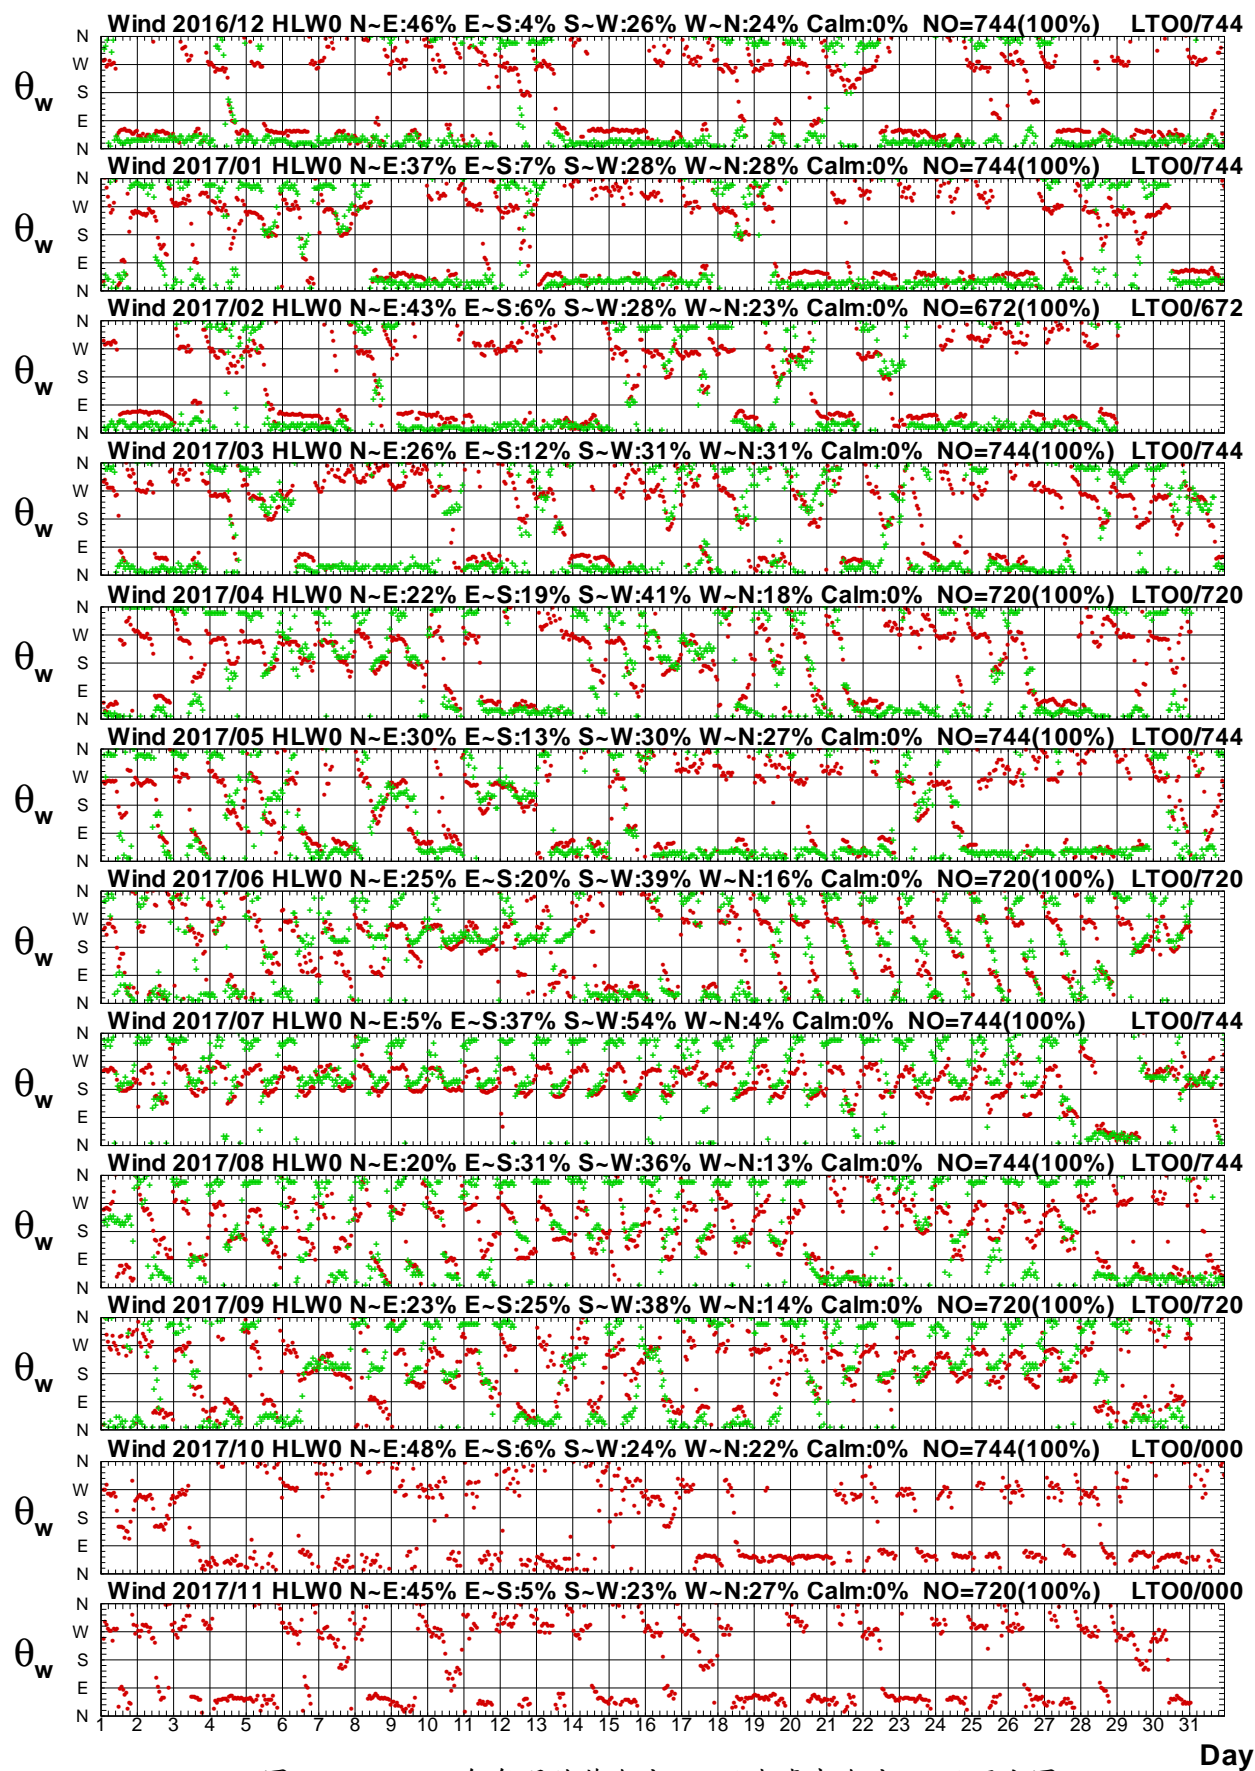 Wind 2016/12 HLW0 N~E:46% E~S:4% S~W:26% W~N:24% Calm:0% NO=744(100%) LTO0/744
N
W
θw S
E
N
Wind 2017/01 HLW0 N~E:37% E~S:7% S~W:28% W~N:28% Calm:0% NO=744(100%) LTO0/744
N
W
θw S
E
N
Wind 2017/02 HLW0 N~E:43% E~S:6% S~W:28% W~N:23% Calm:0% NO=672(100%) LTO0/672
N
W
θw S
E
N
Wind 2017/03 HLW0 N~E:26% E~S:12% S~W:31% W~N:31% Calm:0% NO=744(100%) LTO0/744
N
W
θw S
E
N
Wind 2017/04 HLW0 N~E:22% E~S:19% S~W:41% W~N:18% Calm:0% NO=720(100%) LTO0/720
N
W
θw S
E
N
Wind 2017/05 HLW0 N~E:30% E~S:13% S~W:30% W~N:27% Calm:0% NO=744(100%) LTO0/744
N
W
θw S
E
N
Wind 2017/06 HLW0 N~E:25% E~S:20% S~W:39% W~N:16% Calm:0% NO=720(100%) LTO0/720
N
W
θw S
E
N
Wind 2017/07 HLW0 N~E:5% E~S:37% S~W:54% W~N:4% Calm:0% NO=744(100%) LTO0/744
N
W
θw S
E
N
Wind 2017/08 HLW0 N~E:20% E~S:31% S~W:36% W~N:13% Calm:0% NO=744(100%) LTO0/744
N
W
θw S
E
N
Wind 2017/09 HLW0 N~E:23% E~S:25% S~W:38% W~N:14% Calm:0% NO=720(100%) LTO0/720
N
W
θw S
E
N
Wind 2017/10 HLW0 N~E:48% E~S:6% S~W:24% W~N:22% Calm:0% NO=744(100%) LTO0/000
N
W
θw S
E
N
Wind 2017/11 HLW0 N~E:45% E~S:5% S~W:23% W~N:27% Calm:0% NO=720(100%) LTO0/000
N
W
θw S
E
N
1 2 3 4 5 6 7 8 9 10 11 12 13 14 15 16 17 18 19 20 21 22 23 24 25 26 27 28 29 30 31
Day